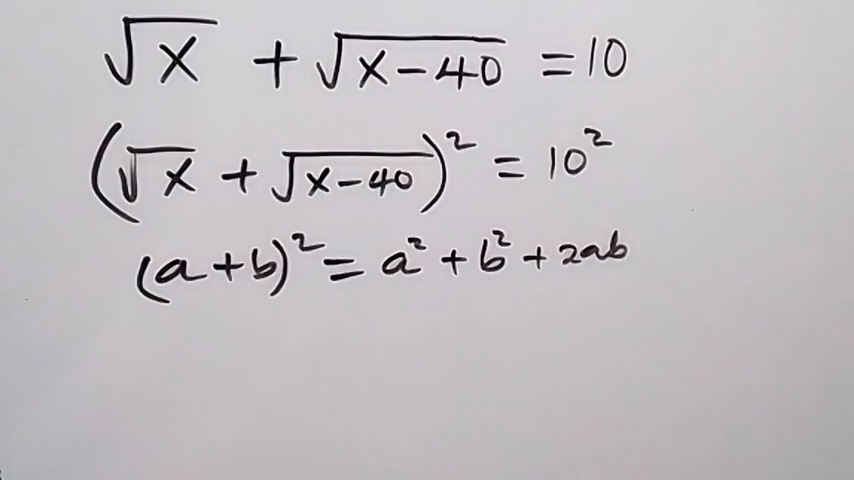 √x + √(x-40) = 10
(√x + √(x-40))² = 10²
(a+b)² = a² + b² + 2ab